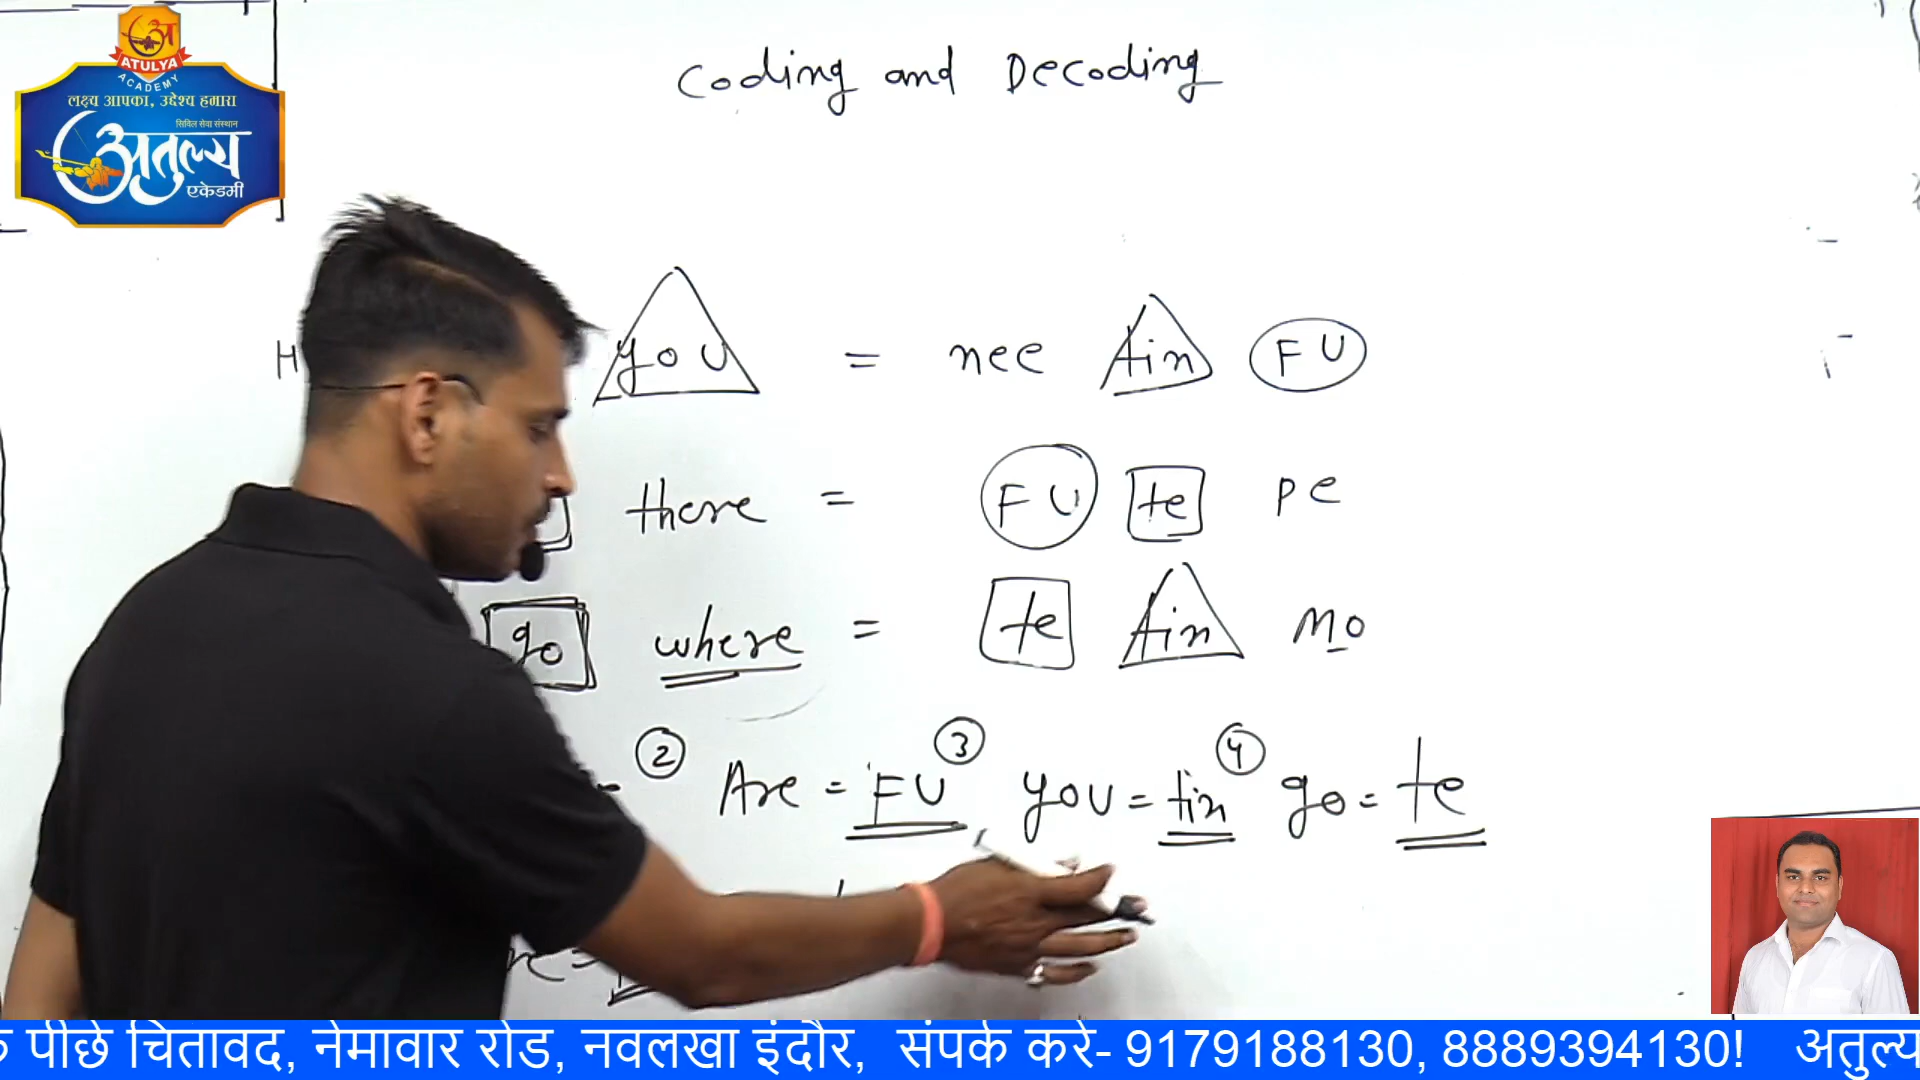 Coding and Decoding
ATULYA
ACADEMY
लक्ष्य आपका, उद्देश्य हमारा
सिविल सेवा संस्थान
अतुल्य
एकेडमी
H you = nee tin FU
there = FU te pe
go where = te tin mo
② Are = FU ③ you = tin ④ go = te
पीछे चितावद, नेमावार रोड, नवलखा इंदौर, संपर्क करे- 9179188130, 8889394130! अतुल्य